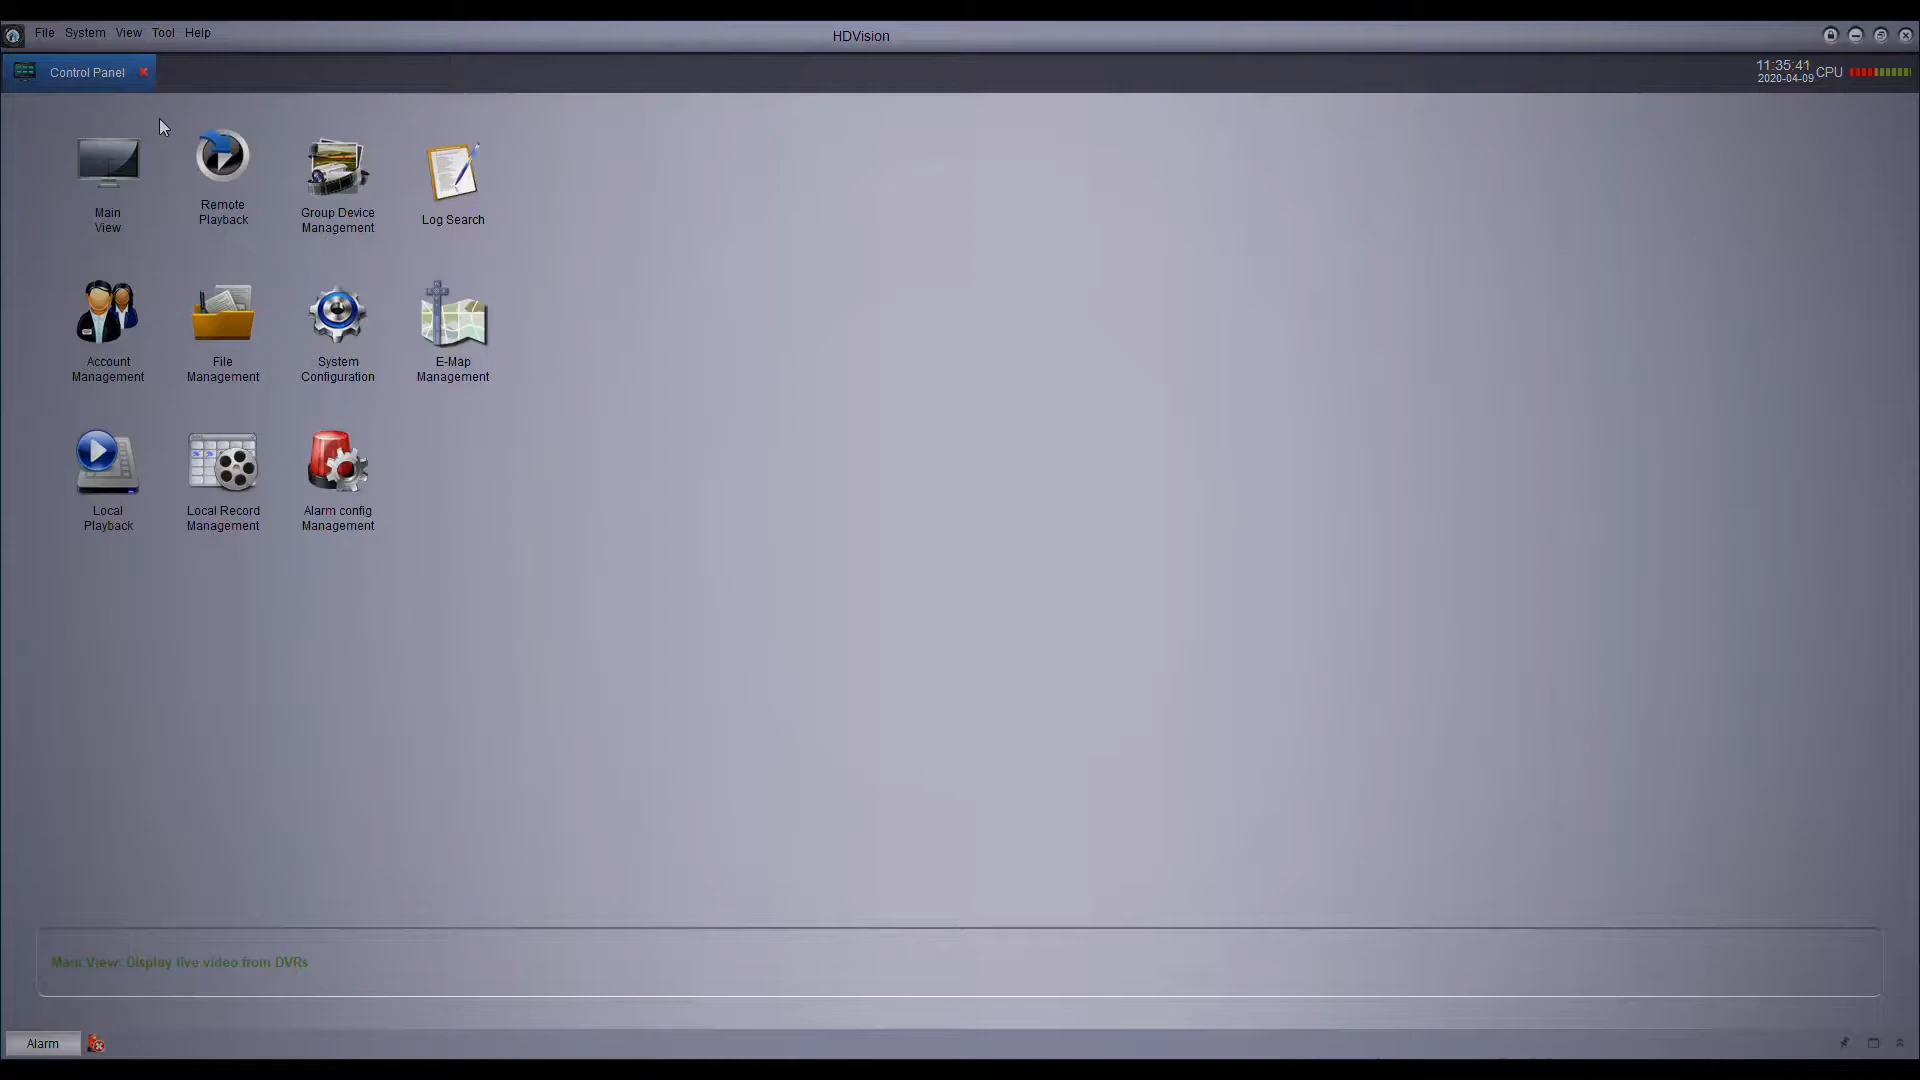 File System View Tool Help
HDVision
Control Panel
11:35:41
2020-04-09
CPU
Main
View
Remote
Playback
Group Device
Management
Log Search
Account
Management
File
Management
System
Configuration
E-Map
Management
Local
Playback
Local Record
Management
Alarm config
Management
Main View: Display live video from DVRs
Alarm